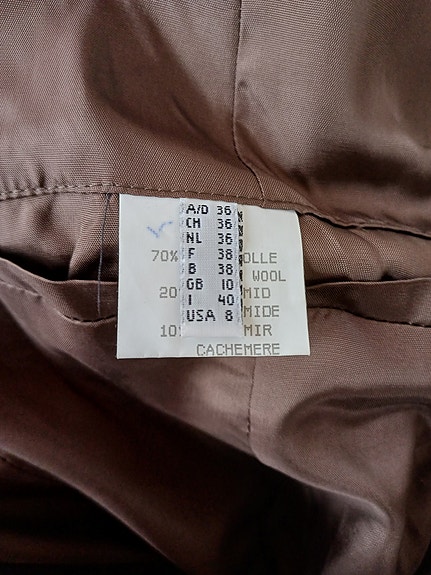 A/D 36
CH 36
NL 36
F 38
B 38
GB 10
I 40
USA 8
70% OLLE
WOOL
20 MID
MIDE
10 MIR
CACHEMERE